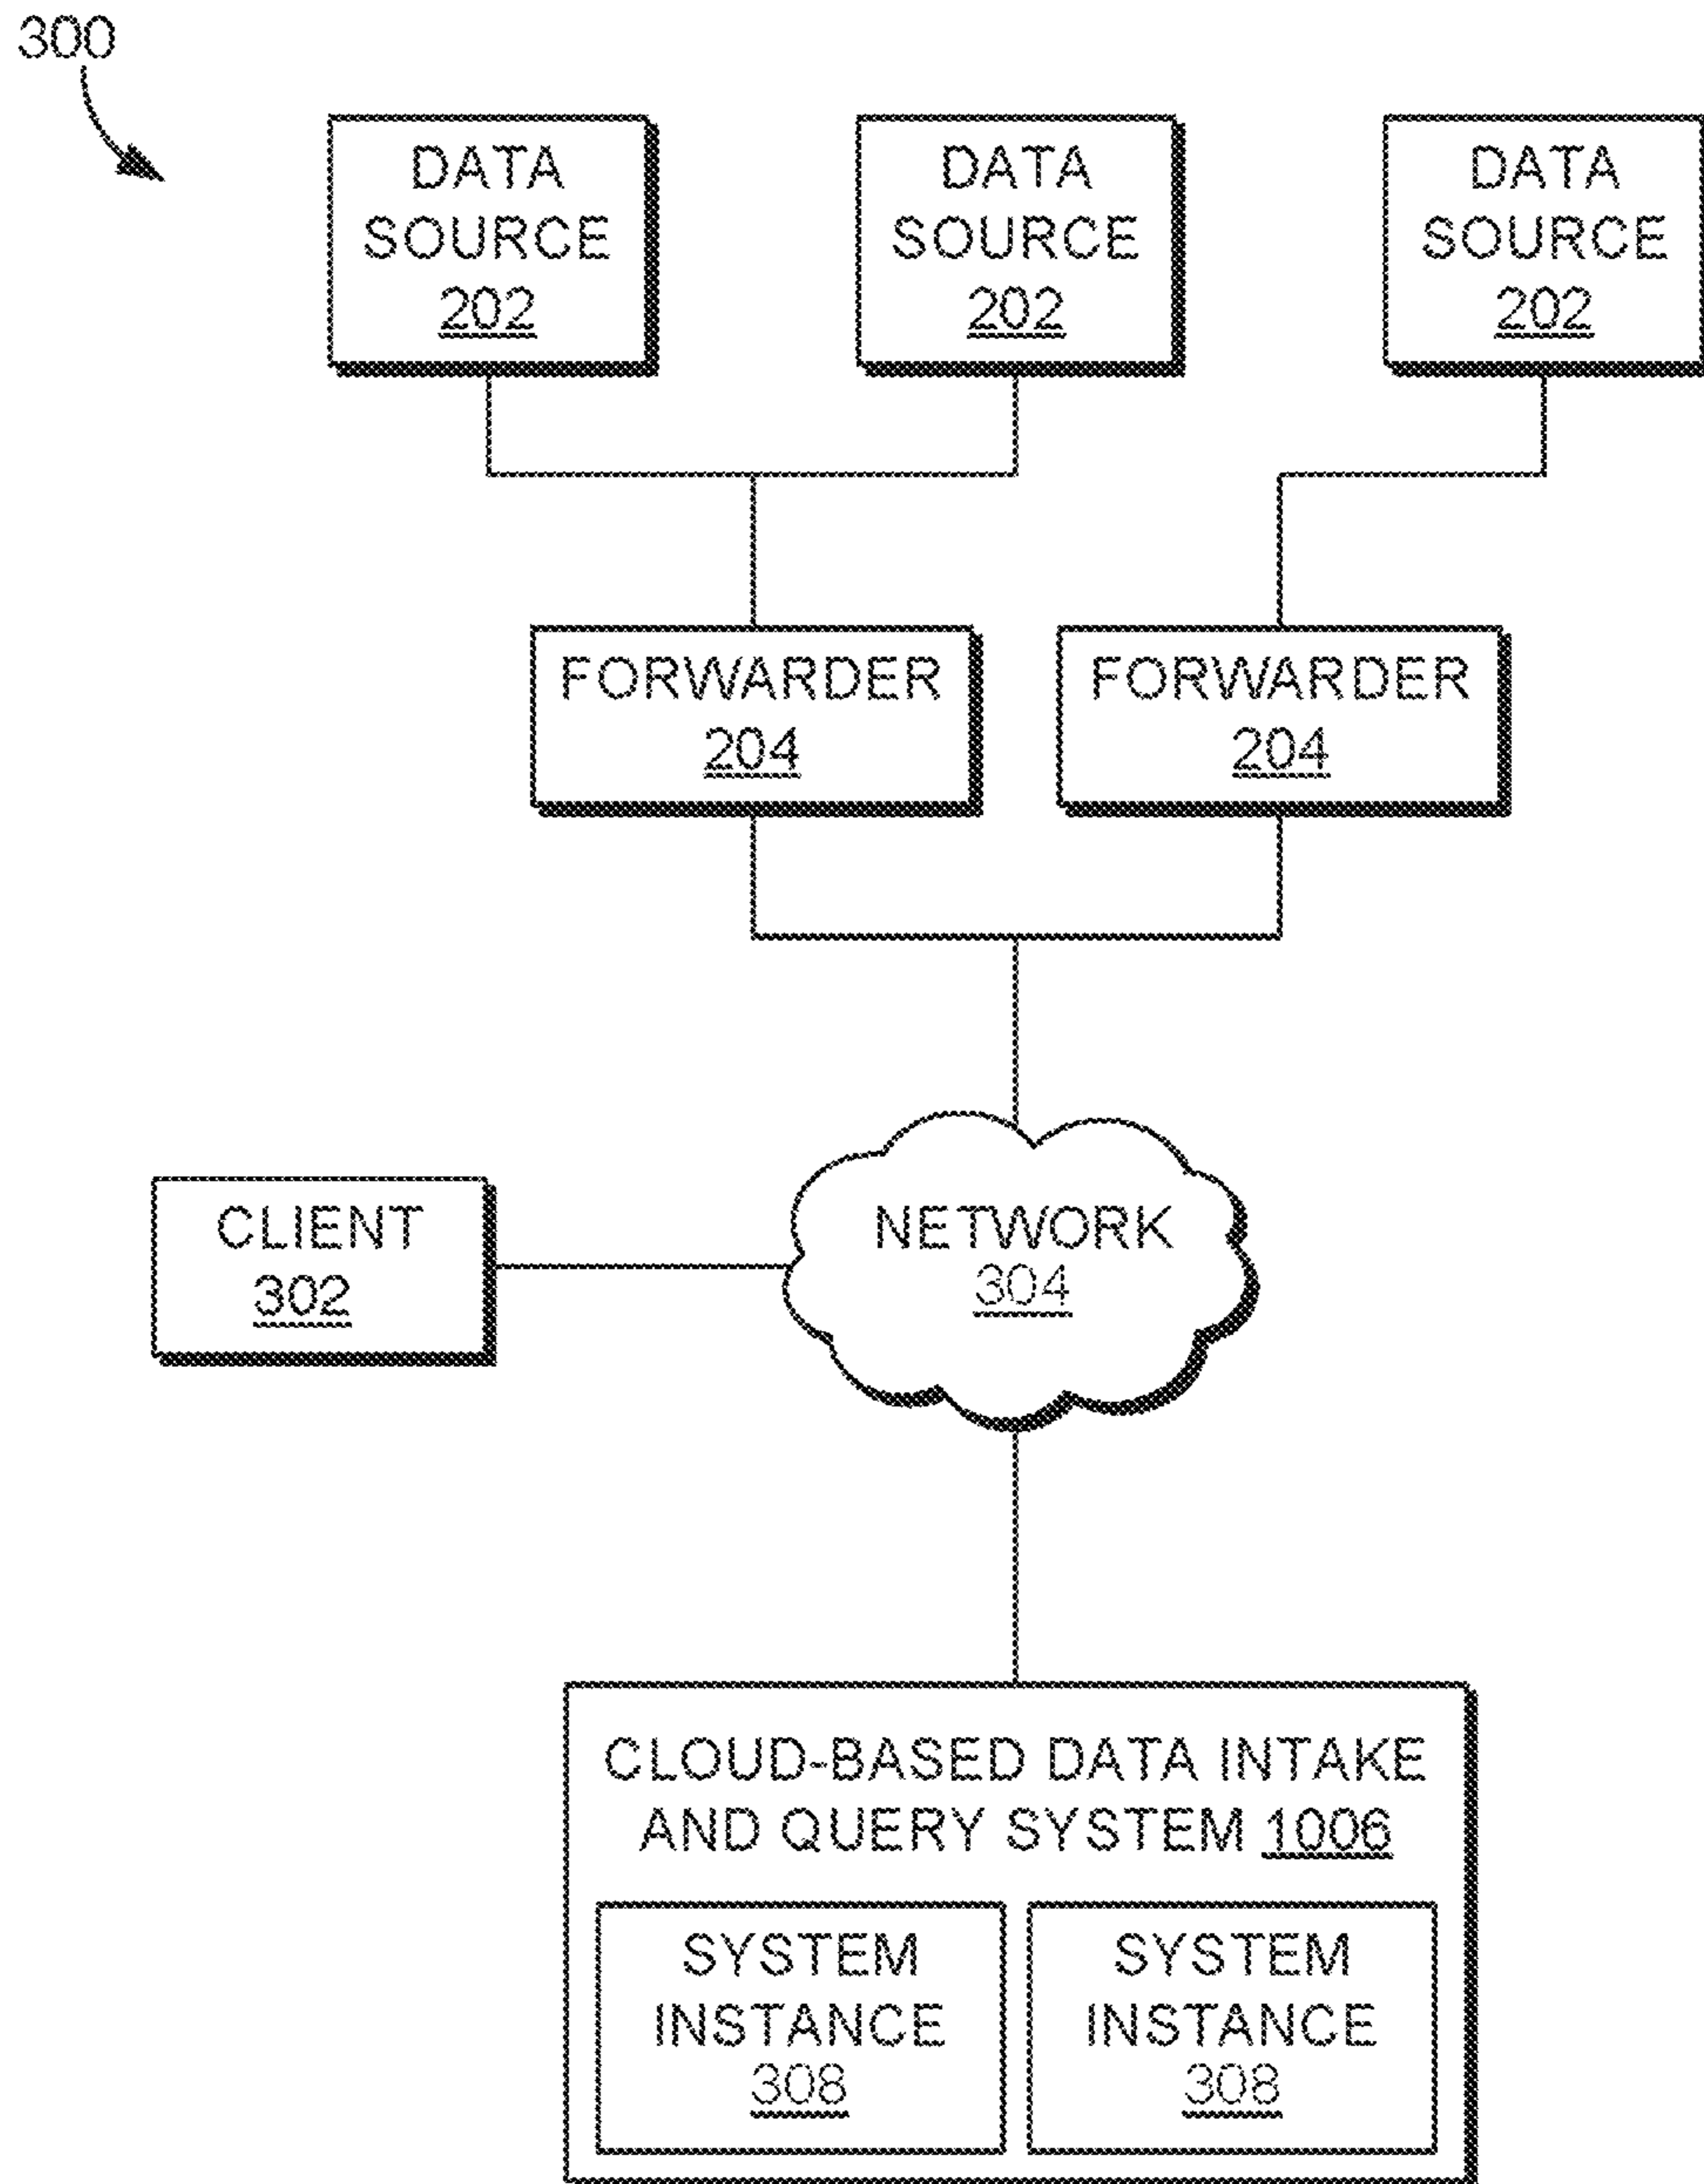 300
DATA
SOURCE
202
DATA
SOURCE
202
DATA
SOURCE
202
FORWARDER
204
FORWARDER
204
CLIENT
302
NETWORK
304
CLOUD-BASED DATA INTAKE
AND QUERY SYSTEM 1006
SYSTEM
INSTANCE
308
SYSTEM
INSTANCE
308